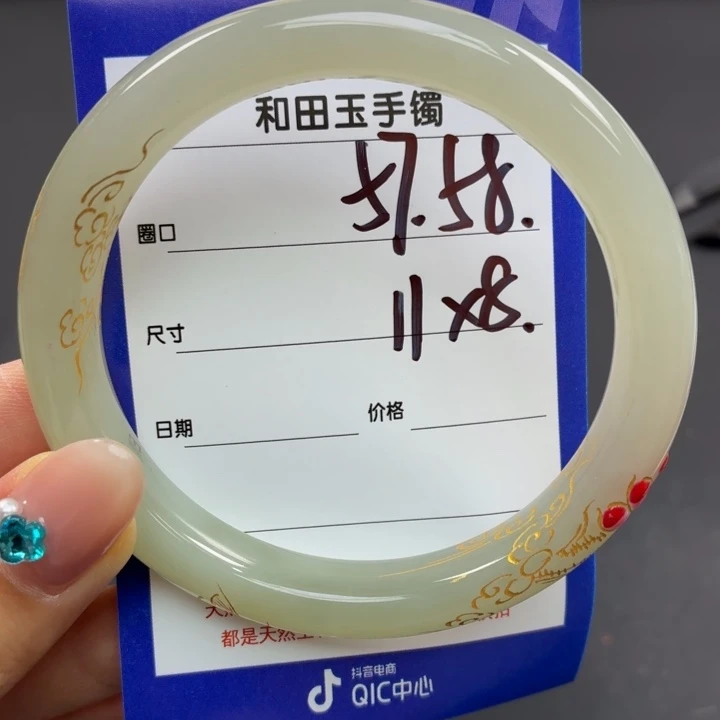 和田玉手镯
圈口 57.58.
尺寸 11x8.
日期 价格
都是天然
抖音电商
QIC中心